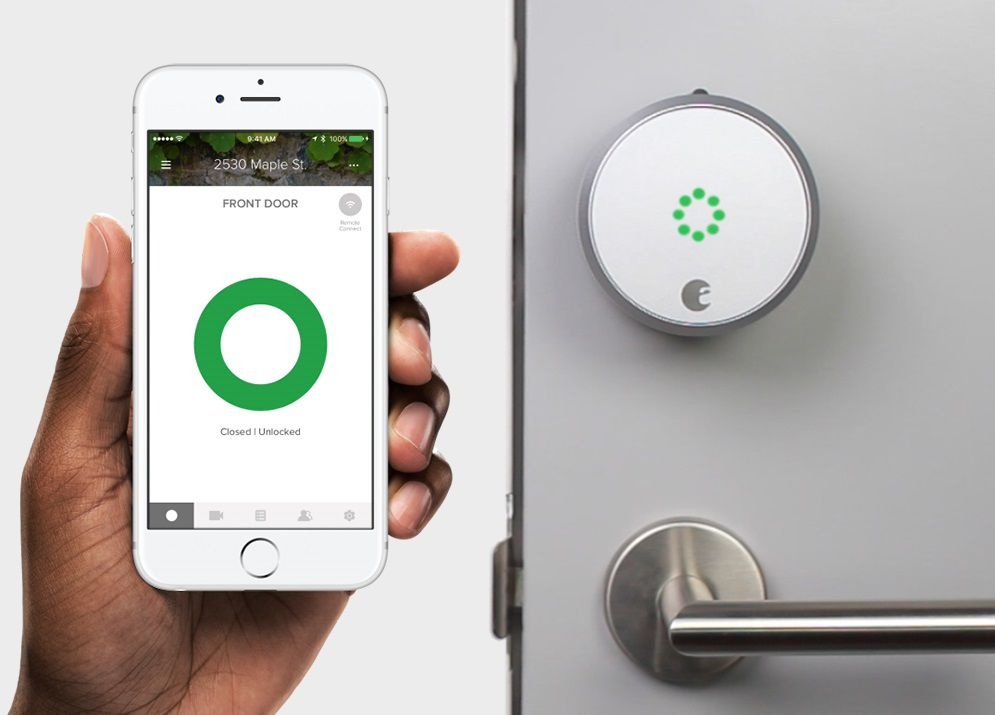 9:41 AM
100%
2530 Maple St.
FRONT DOOR
Remote
Connect
Closed | Unlocked